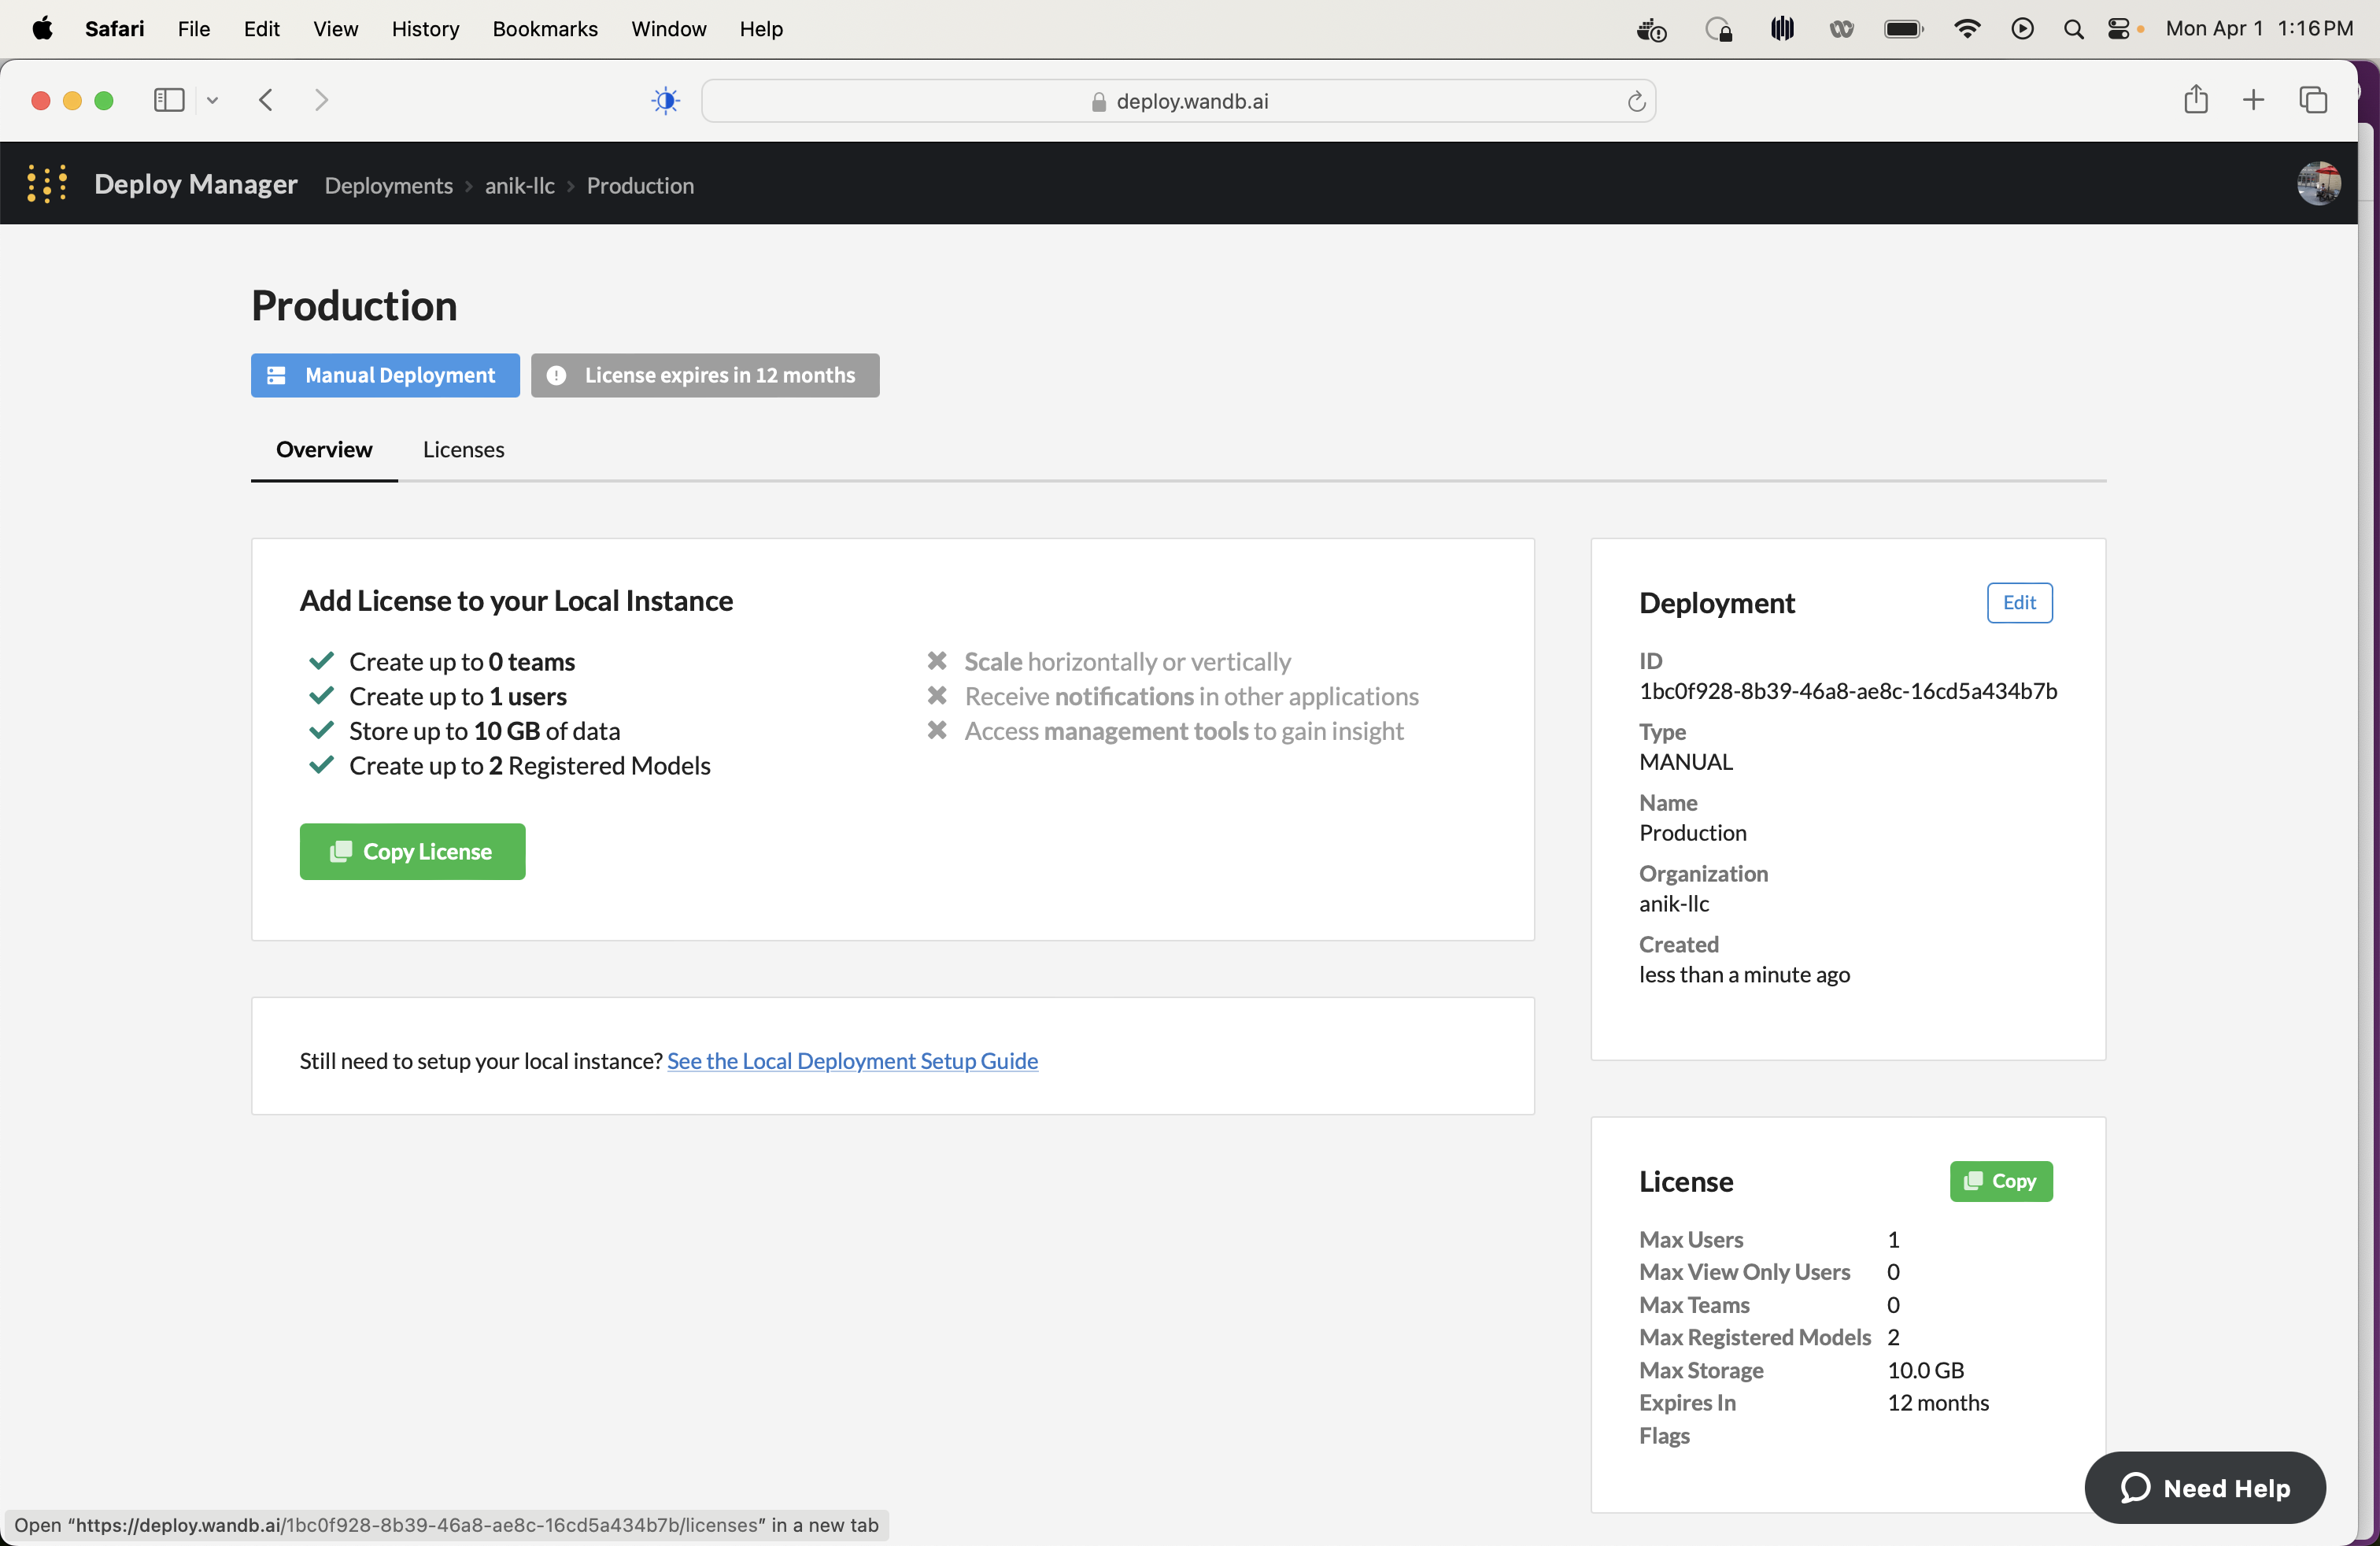 Safari File Edit View History Bookmarks Window Help Mon Apr 1 1:16 PM
deploy.wandb.ai
Deploy Manager Deployments › anik-llc › Production
Production
Manual Deployment License expires in 12 months
Overview Licenses
Add License to your Local Instance
Create up to 0 teams
Create up to 1 users
Store up to 10 GB of data
Create up to 2 Registered Models
Scale horizontally or vertically
Receive notifications in other applications
Access management tools to gain insight
Copy License
Still need to setup your local instance? See the Local Deployment Setup Guide
Deployment Edit
ID
1bc0f928-8b39-46a8-ae8c-16cd5a434b7b
Type
MANUAL
Name
Production
Organization
anik-llc
Created
less than a minute ago
License Copy
Max Users 1
Max View Only Users 0
Max Teams 0
Max Registered Models 2
Max Storage 10.0 GB
Expires In 12 months
Flags
Need Help
Open “https://deploy.wandb.ai/1bc0f928-8b39-46a8-ae8c-16cd5a434b7b/licenses” in a new tab